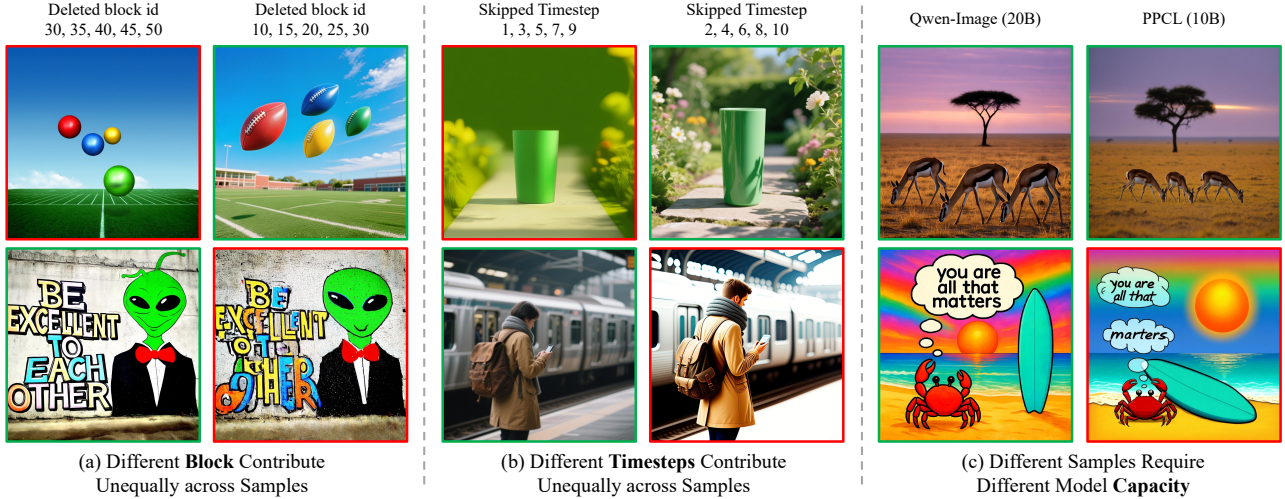 Deleted block id
30, 35, 40, 45, 50
Deleted block id
10, 15, 20, 25, 30
Skipped Timestep
1, 3, 5, 7, 9
Skipped Timestep
2, 4, 6, 8, 10
Qwen-Image (20B)
PPCL (10B)
BE
EXCELLENT
TO
EACH
OTHER
BE
EXCELLENT
you are
all that
matters
you are
all that
marters
(a) Different Block Contribute
Unequally across Samples
(b) Different Timesteps Contribute
Unequally across Samples
(c) Different Samples Require
Different Model Capacity